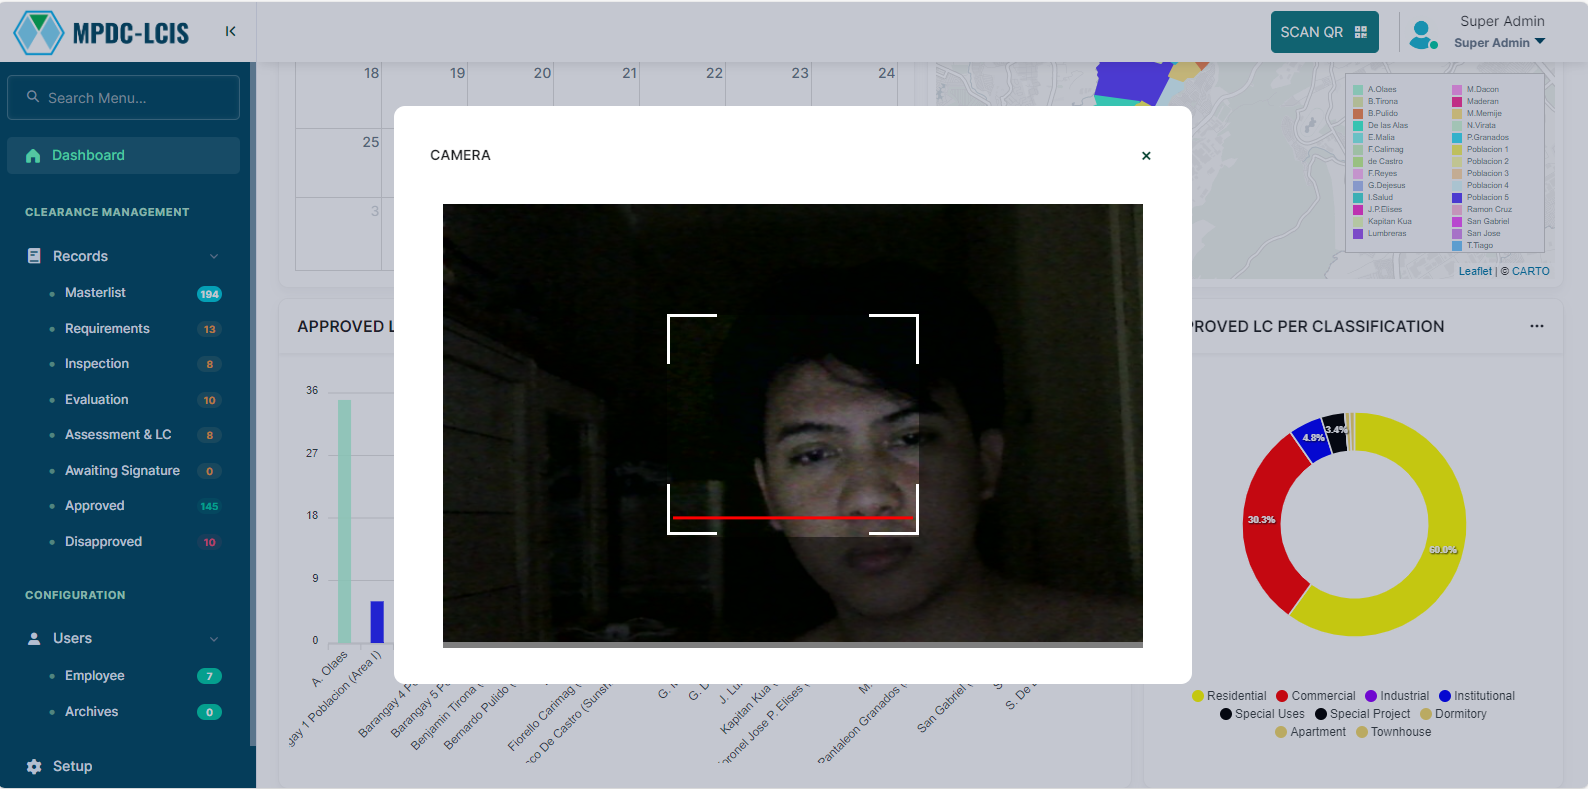 MPDC-LCIS
SCAN QR
Super Admin
Super Admin
Search Menu...
Dashboard
CLEARANCE MANAGEMENT
Records
Masterlist 194
Requirements 13
Inspection 8
Evaluation 10
Assessment & LC 8
Awaiting Signature 0
Approved 145
Disapproved 10
CONFIGURATION
Users
Employee 7
Archives 0
Setup
18 19 20 21 22 23 24
25
3
A.Olaes
B.Tirona
B.Pulido
De las Alas
E.Malia
F.Calimag
de Castro
F.Reyes
G.Dejesus
I.Salud
J.P.Elises
Kapitan Kua
Lumbreras
M.Dacon
Maderan
M.Memije
N.Virata
P.Granados
Poblacion 1
Poblacion 2
Poblacion 3
Poblacion 4
Poblacion 5
Ramon Cruz
San Gabriel
San Jose
T.Tiago
Leaflet | © CARTO
CAMERA
×
APPROVED L
36
27
18
9
0
A. Olaes
gay 1 Poblacion (Area I)
Barangay 4 P
Barangay 5 P
Benjamin Tirona (
Bernardo Pulido (
Fiorello Carimag (
co De Castro (Sunsh
G.
G. D
J. Lu
Kapitan Kua (
oronel Jose P. Elises (
M.
Pantaleon Granados (
San Gabriel (
S. De L
PROVED LC PER CLASSIFICATION
4.8%
3.4%
30.3%
60.0%
Residential Commercial Industrial Institutional
Special Uses Special Project Dormitory
Apartment Townhouse